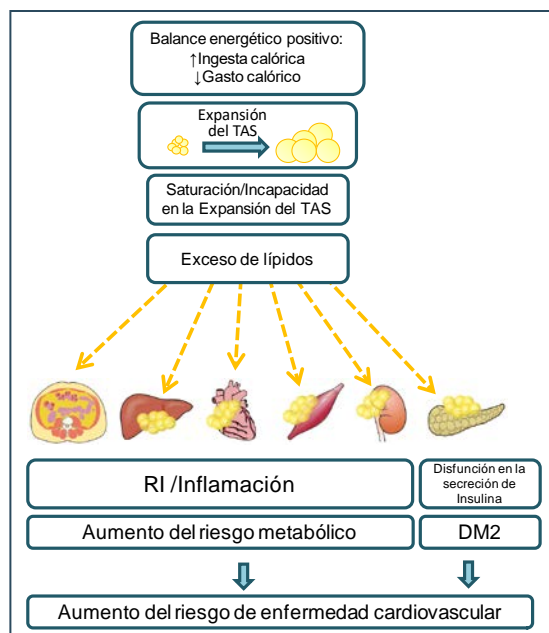 Balance energético positivo:
↑Ingesta calórica
↓Gasto calórico
Expansión
del TAS
Saturación/Incapacidad
en la Expansión del TAS
Exceso de lípidos
RI /Inflamación
Disfunción en la
secreción de
Insulina
Aumento del riesgo metabólico
DM2
Aumento del riesgo de enfermedad cardiovascular